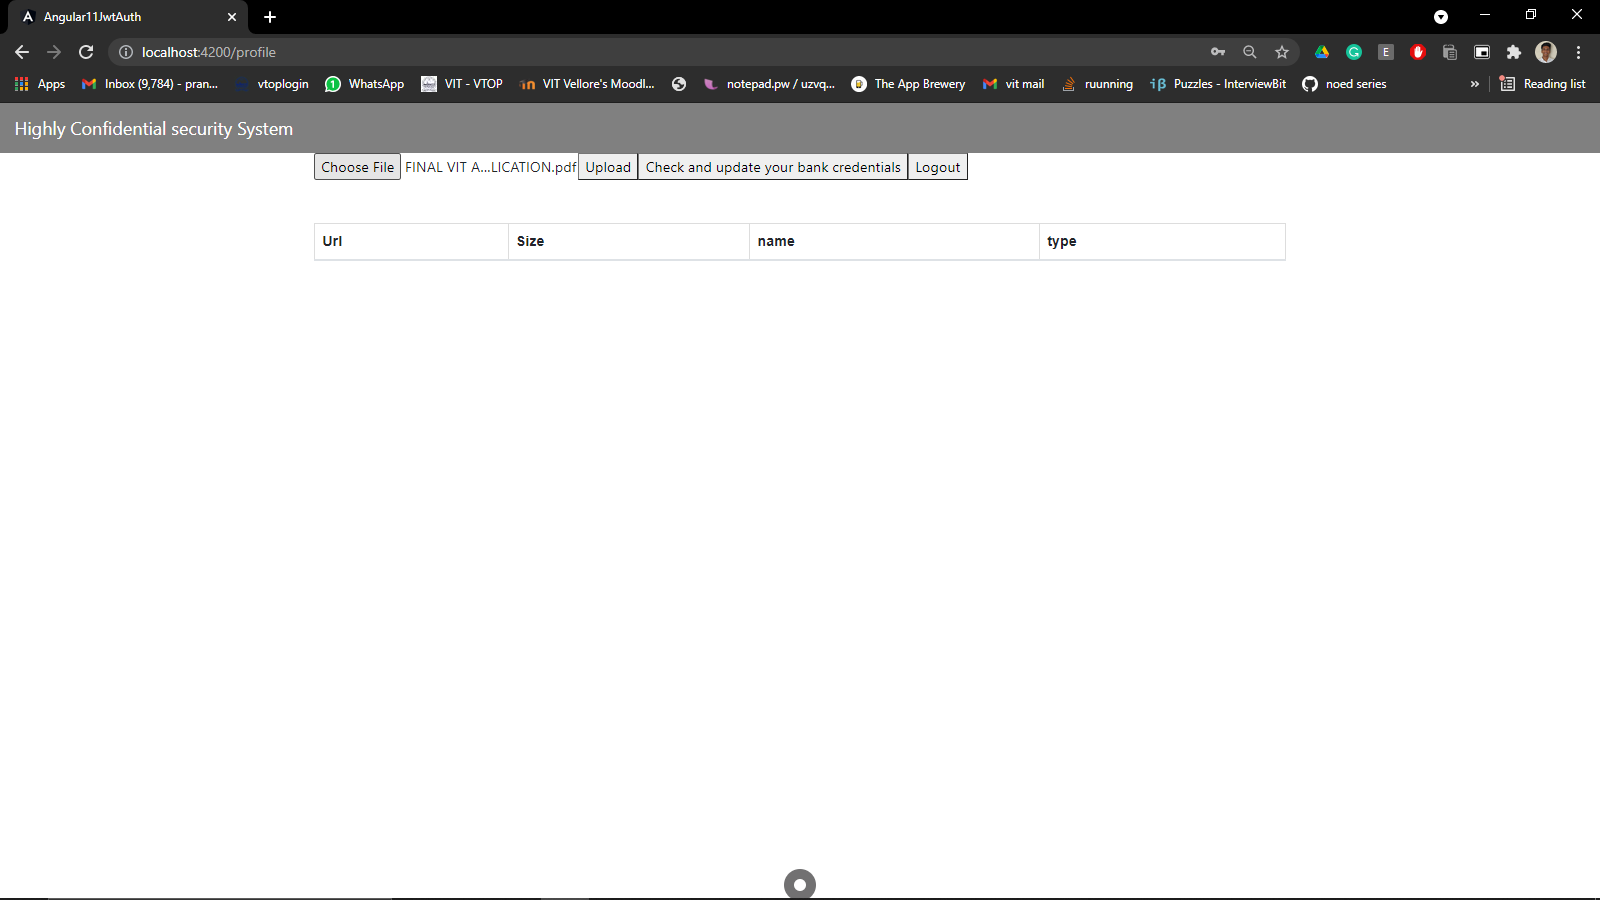 Angular11JwtAuth
localhost:4200/profile
Apps Inbox (9,784) - pran... vtoplogin WhatsApp VIT - VTOP VIT Vellore's Moodl... notepad.pw / uzvq... The App Brewery vit mail ruunning Puzzles - InterviewBit noed series » Reading list
Highly Confidential security System
Choose File FINAL VIT A...LICATION.pdf Upload Check and update your bank credentials Logout
Url Size name type